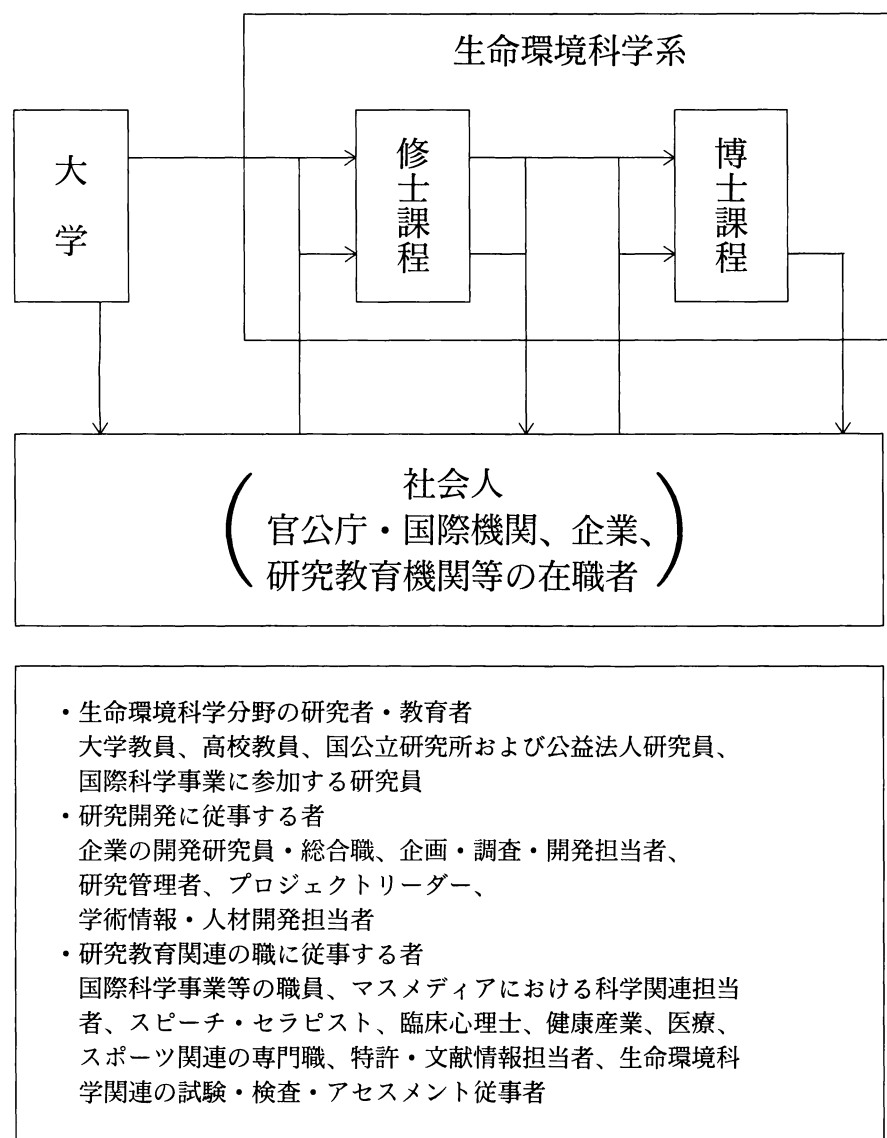 生命環境科学系
大学
修士課程
博士課程
社会人
官公庁・国際機関、企業、
研究教育機関等の在職者
・生命環境科学分野の研究者・教育者
大学教員、高校教員、国公立研究所および公益法人研究員、
国際科学事業に参加する研究員
・研究開発に従事する者
企業の開発研究員・総合職、企画・調査・開発担当者、
研究管理者、プロジェクトリーダー、
学術情報・人材開発担当者
・研究教育関連の職に従事する者
国際科学事業等の職員、マスメディアにおける科学関連担当
者、スピーチ・セラピスト、臨床心理士、健康産業、医療、
スポーツ関連の専門職、特許・文献情報担当者、生命環境科
学関連の試験・検査・アセスメント従事者